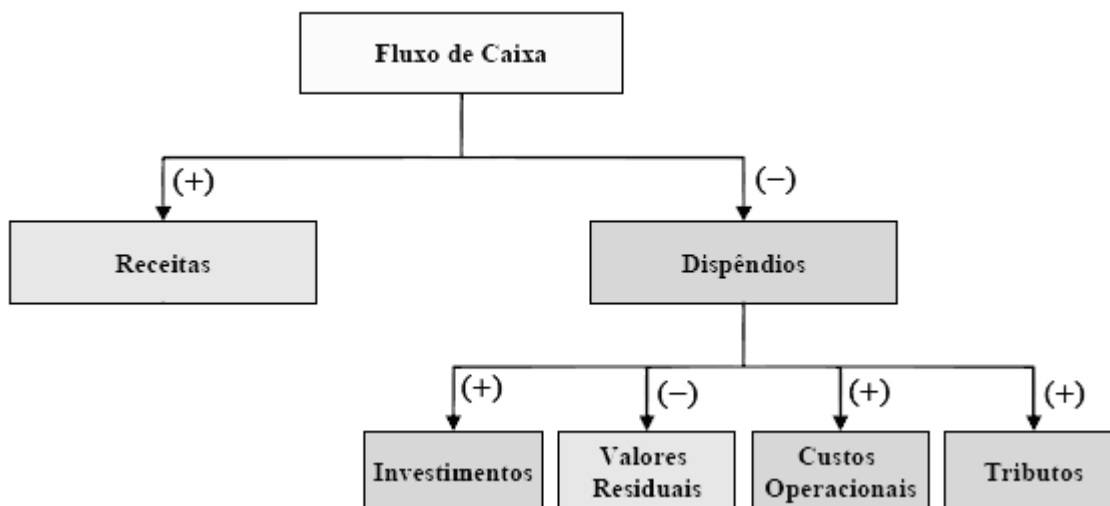 Fluxo de Caixa
(+)
(−)
Receitas
Dispêndios
(+)
(−)
(+)
(+)
Investimentos
Valores
Residuais
Custos
Operacionais
Tributos